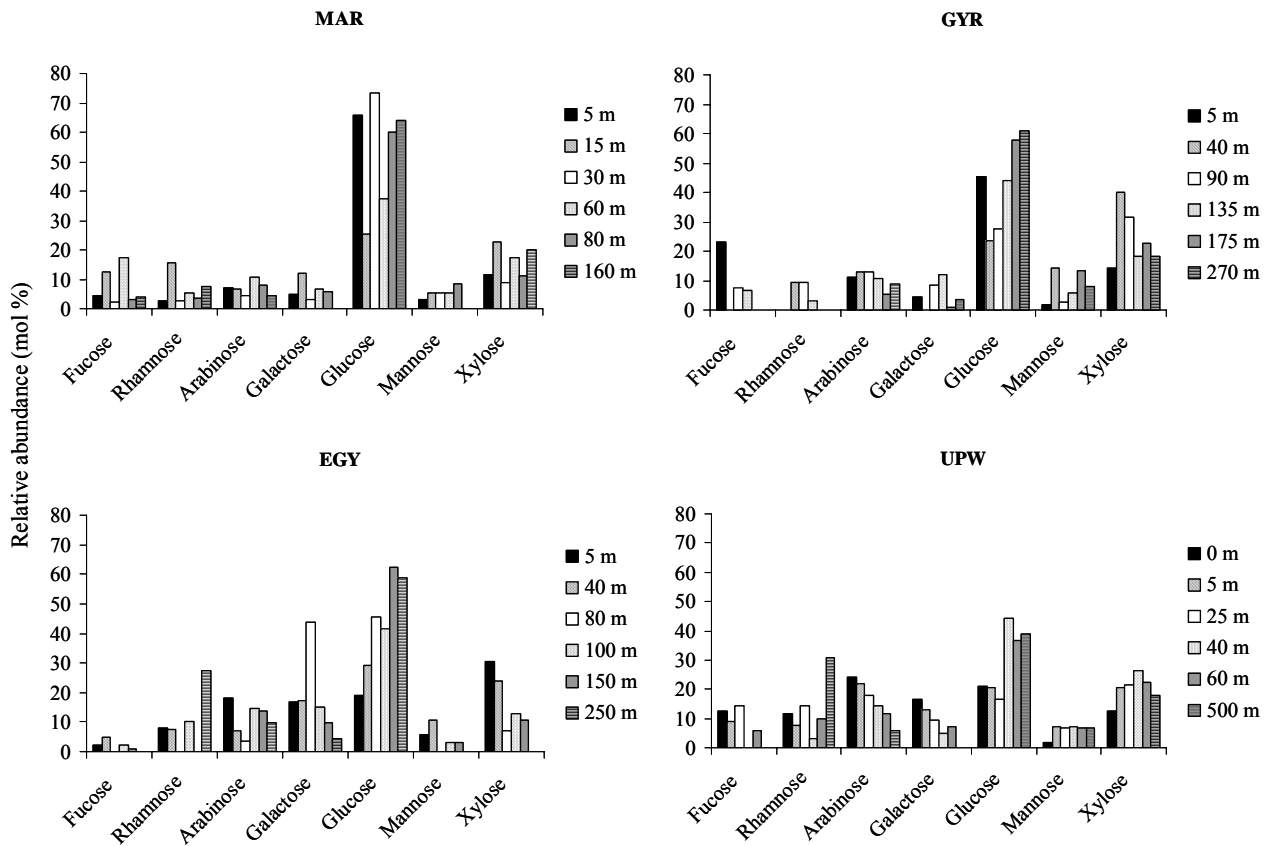 Relative abundance (mol %)
MAR
80
70
60
50
40
30
20
10
0
Fucose
Rhamnose
Arabinose
Galactose
Glucose
Mannose
Xylose
5 m
15 m
30 m
60 m
80 m
160 m
GYR
80
70
60
50
40
30
20
10
0
Fucose
Rhamnose
Arabinose
Galactose
Glucose
Mannose
Xylose
5 m
40 m
90 m
135 m
175 m
270 m
EGY
80
70
60
50
40
30
20
10
0
Fucose
Rhamnose
Arabinose
Galactose
Glucose
Mannose
Xylose
5 m
40 m
80 m
100 m
150 m
250 m
UPW
80
70
60
50
40
30
20
10
0
Fucose
Rhamnose
Arabinose
Galactose
Glucose
Mannose
Xylose
0 m
5 m
25 m
40 m
60 m
500 m